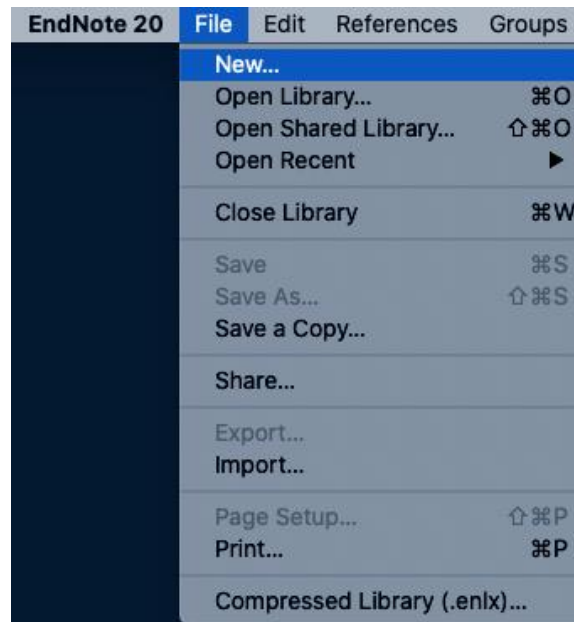 EndNote 20 File Edit References Groups
New...
Open Library... ⌘O
Open Shared Library... ⇧⌘O
Open Recent ▶
Close Library ⌘W
Save ⌘S
Save As... ⇧⌘S
Save a Copy...
Share...
Export...
Import...
Page Setup... ⇧⌘P
Print... ⌘P
Compressed Library (.enlx)...